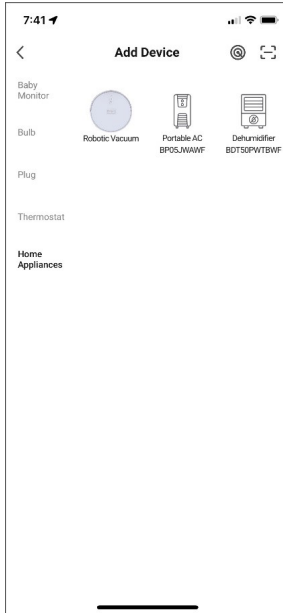 7:41
Add Device
Baby
Monitor
Bulb
Plug
Thermostat
Home
Appliances
Robotic Vacuum
Portable AC
BP05JWAWF
Dehumidifier
BDT50PWTBWF